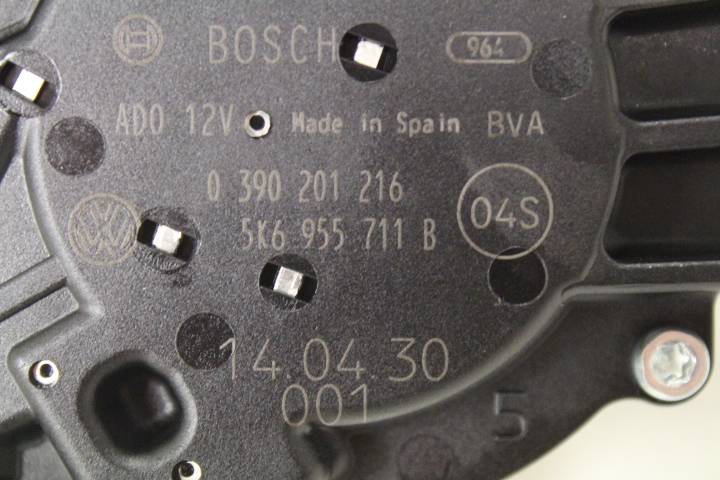 BOSCH 964
AD0 12V Made in Spain BVA
0 390 201 216
5K6 955 711 B
04S
14.04.30
001
5